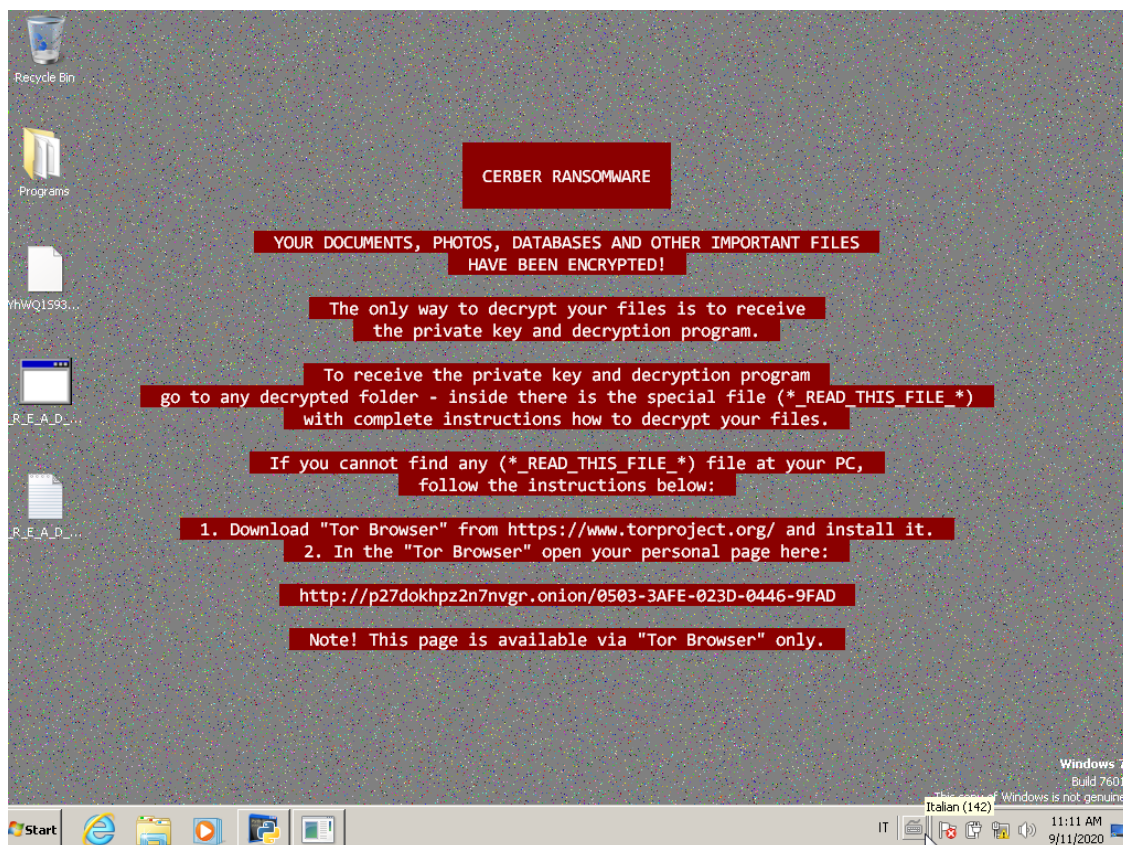 Recycle Bin
Programs
YhWQ1593...
_R_E_A_D_...
_R_E_A_D_...
CERBER RANSOMWARE
YOUR DOCUMENTS, PHOTOS, DATABASES AND OTHER IMPORTANT FILES
HAVE BEEN ENCRYPTED!
The only way to decrypt your files is to receive
the private key and decryption program.
To receive the private key and decryption program
go to any decrypted folder - inside there is the special file (*_READ_THIS_FILE_*)
with complete instructions how to decrypt your files.
If you cannot find any (*_READ_THIS_FILE_*) file at your PC,
follow the instructions below:
1. Download "Tor Browser" from https://www.torproject.org/ and install it.
2. In the "Tor Browser" open your personal page here:
http://p27dokhpz2n7nvgr.onion/0503-3AFE-023D-0446-9FAD
Note! This page is available via "Tor Browser" only.
Windows 7
Build 7601
This copy of Windows is not genuine
Italian (142)
Start
IT
11:11 AM
9/11/2020